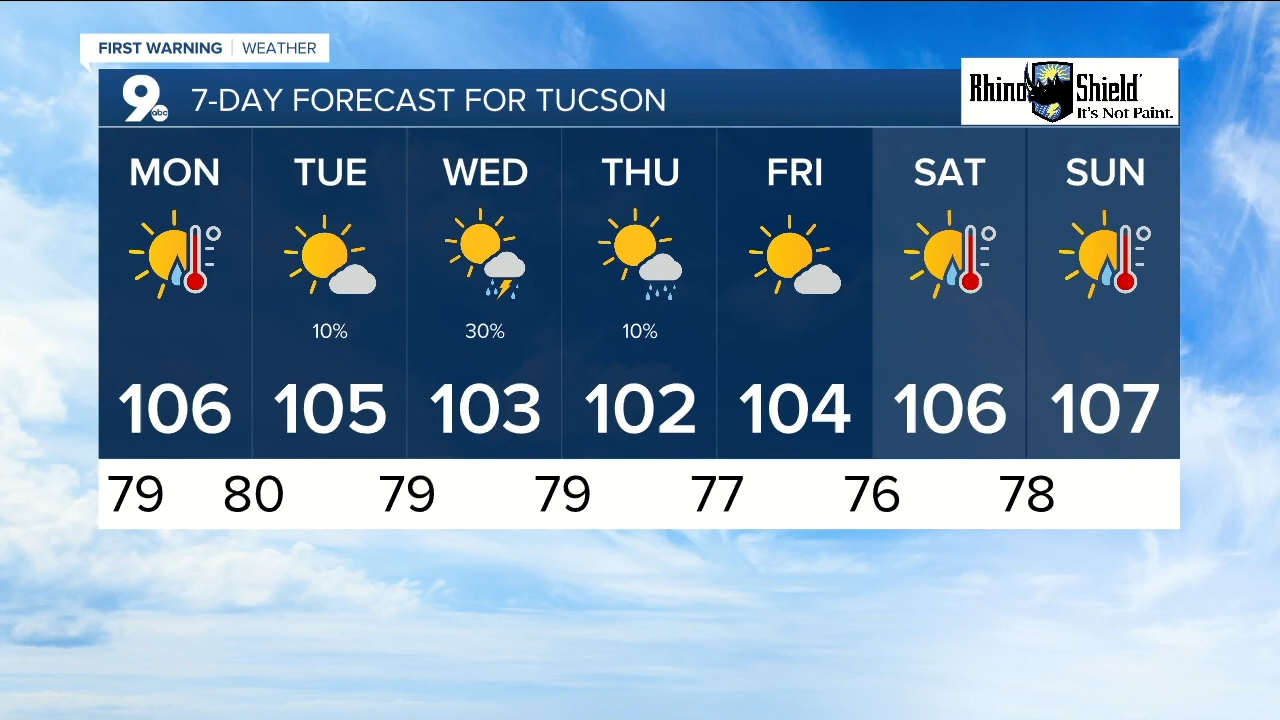 FIRST WARNING | WEATHER
9 abc
7-DAY FORECAST FOR TUCSON
Rhino Shield
It's Not Paint.
MON TUE WED THU FRI SAT SUN
10% 30% 10%
106 105 103 102 104 106 107
79 80 79 79 77 76 78